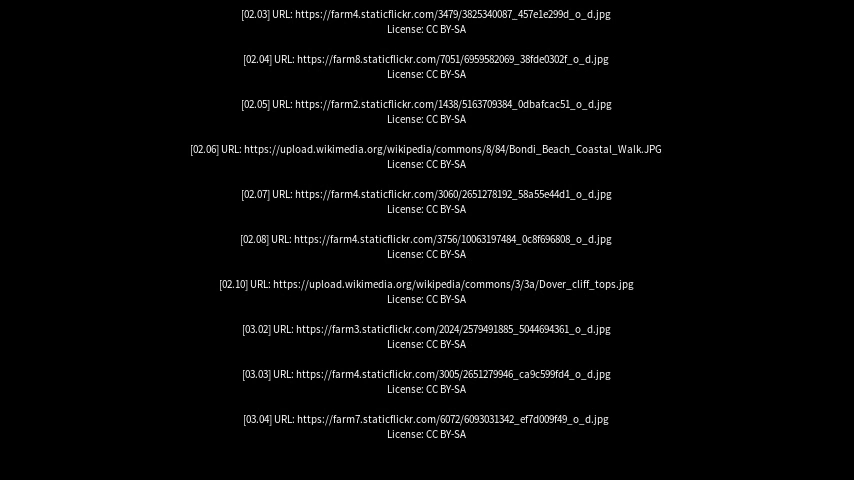 [02.03] URL: https://farm4.staticflickr.com/3479/3825340087_457e1e299d_o_d.jpg
License: CC BY-SA
[02.04] URL: https://farm8.staticflickr.com/7051/6959582069_38fde0302f_o_d.jpg
License: CC BY-SA
[02.05] URL: https://farm2.staticflickr.com/1438/5163709384_0dbafcac51_o_d.jpg
License: CC BY-SA
[02.06] URL: https://upload.wikimedia.org/wikipedia/commons/8/84/Bondi_Beach_Coastal_Walk.JPG
License: CC BY-SA
[02.07] URL: https://farm4.staticflickr.com/3060/2651278192_58a55e44d1_o_d.jpg
License: CC BY-SA
[02.08] URL: https://farm4.staticflickr.com/3756/10063197484_0c8f696808_o_d.jpg
License: CC BY-SA
[02.10] URL: https://upload.wikimedia.org/wikipedia/commons/3/3a/Dover_cliff_tops.jpg
License: CC BY-SA
[03.02] URL: https://farm3.staticflickr.com/2024/2579491885_5044694361_o_d.jpg
License: CC BY-SA
[03.03] URL: https://farm4.staticflickr.com/3005/2651279946_ca9c599fd4_o_d.jpg
License: CC BY-SA
[03.04] URL: https://farm7.staticflickr.com/6072/6093031342_ef7d009f49_o_d.jpg
License: CC BY-SA